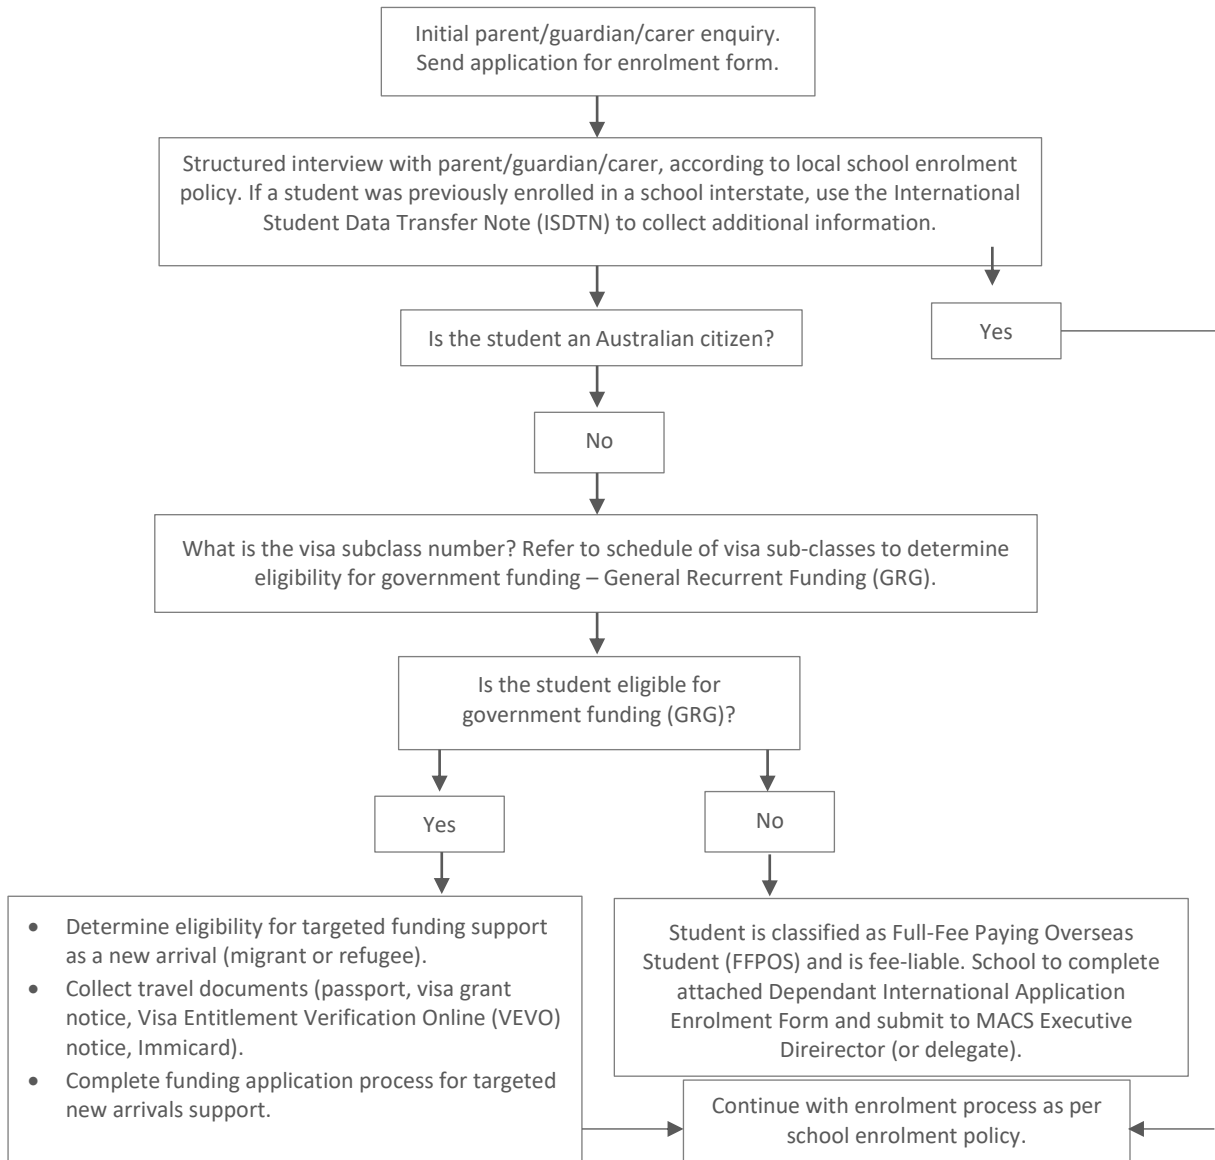 Initial parent/guardian/carer enquiry.
Send application for enrolment form.
Structured interview with parent/guardian/carer, according to local school enrolment
policy. If a student was previously enrolled in a school interstate, use the International
Student Data Transfer Note (ISDTN) to collect additional information.
Is the student an Australian citizen?
Yes
No
What is the visa subclass number? Refer to schedule of visa sub-classes to determine
eligibility for government funding – General Recurrent Funding (GRG).
Is the student eligible for
government funding (GRG)?
Yes
No
• Determine eligibility for targeted funding support
as a new arrival (migrant or refugee).
• Collect travel documents (passport, visa grant
notice, Visa Entitlement Verification Online (VEVO)
notice, Immicard).
• Complete funding application process for targeted
new arrivals support.
Student is classified as Full-Fee Paying Overseas
Student (FFPOS) and is fee-liable. School to complete
attached Dependant International Application
Enrolment Form and submit to MACS Executive
Direirector (or delegate).
Continue with enrolment process as per
school enrolment policy.